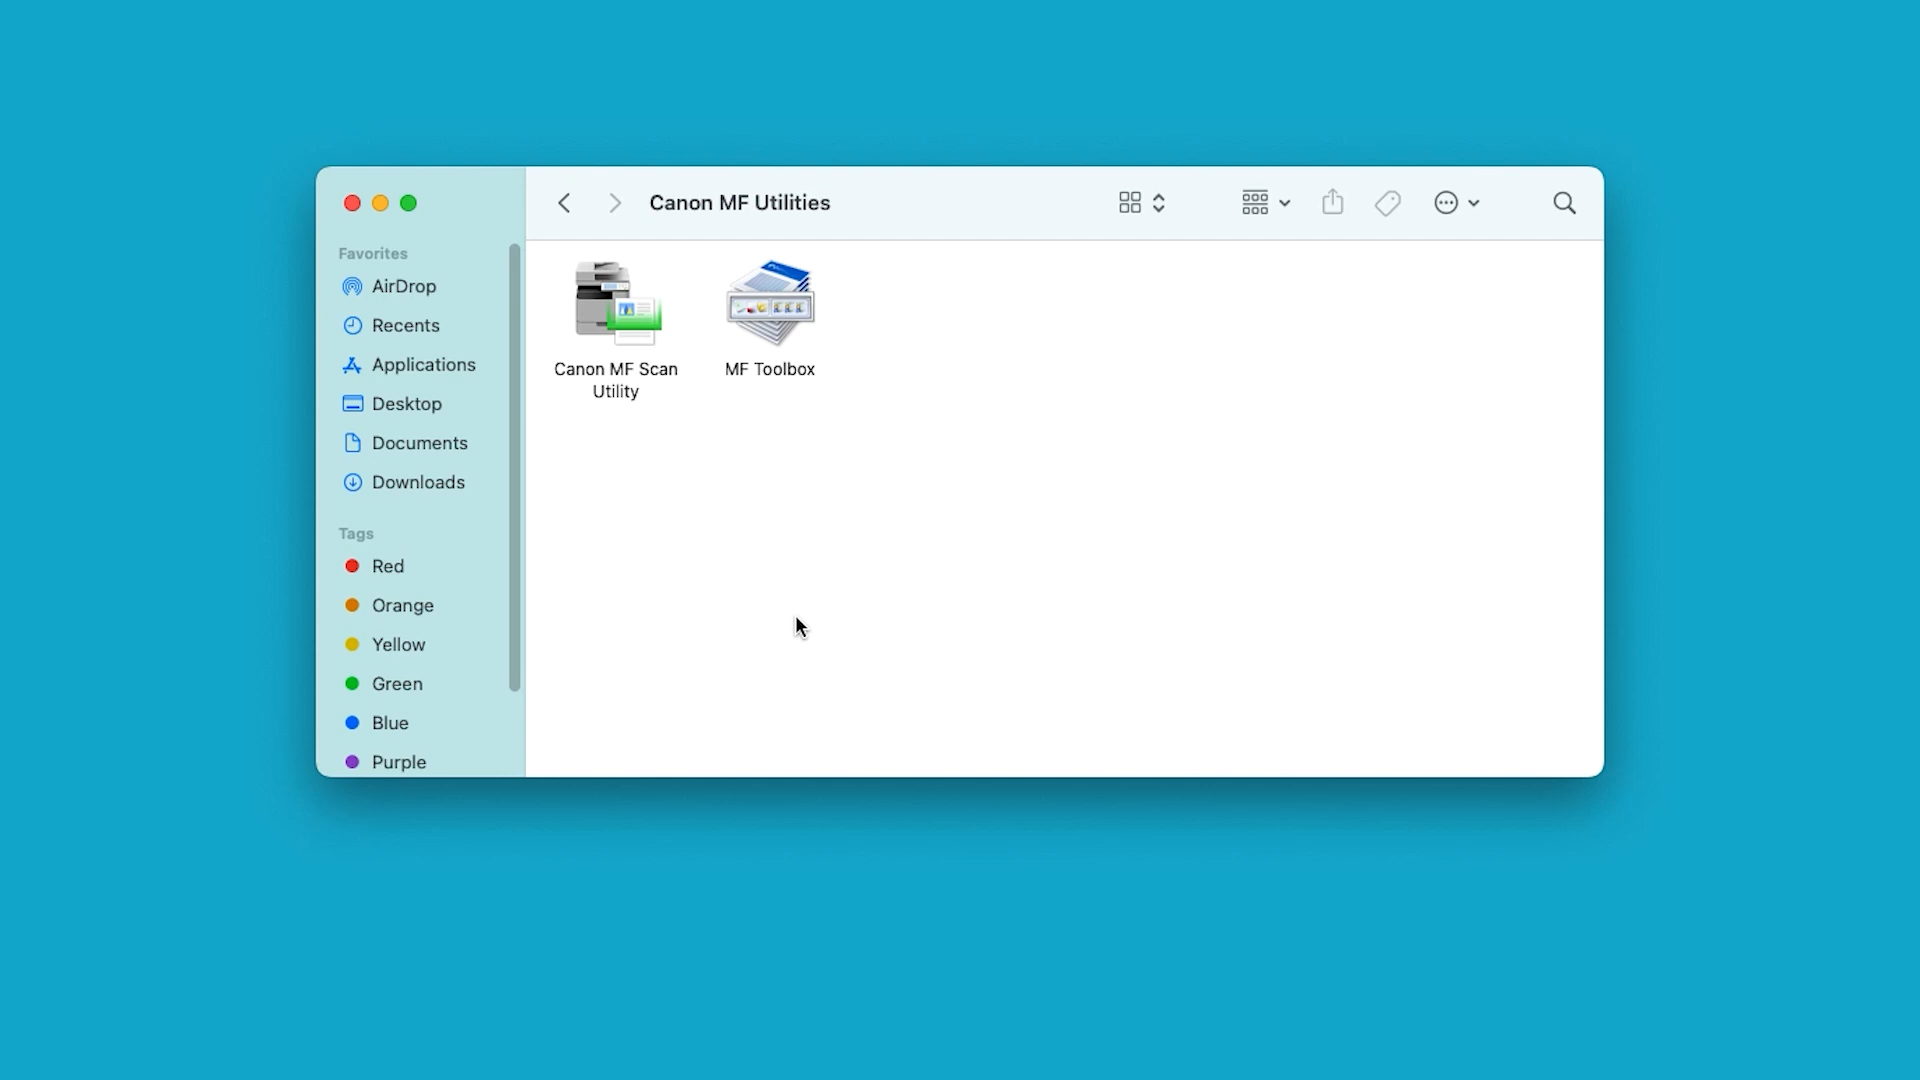 Canon MF Utilities
Favorites
AirDrop
Recents
Applications
Desktop
Documents
Downloads
Tags
Red
Orange
Yellow
Green
Blue
Purple
Canon MF Scan
Utility
MF Toolbox